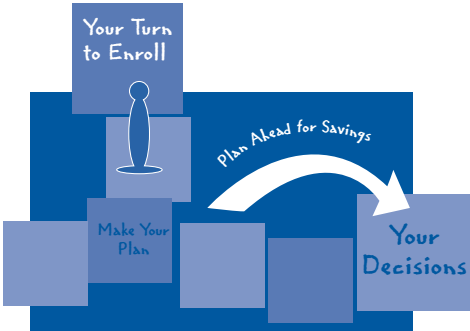 Your Turn
to Enroll
Plan Ahead for Savings
Make Your
Plan
Your
Decisions